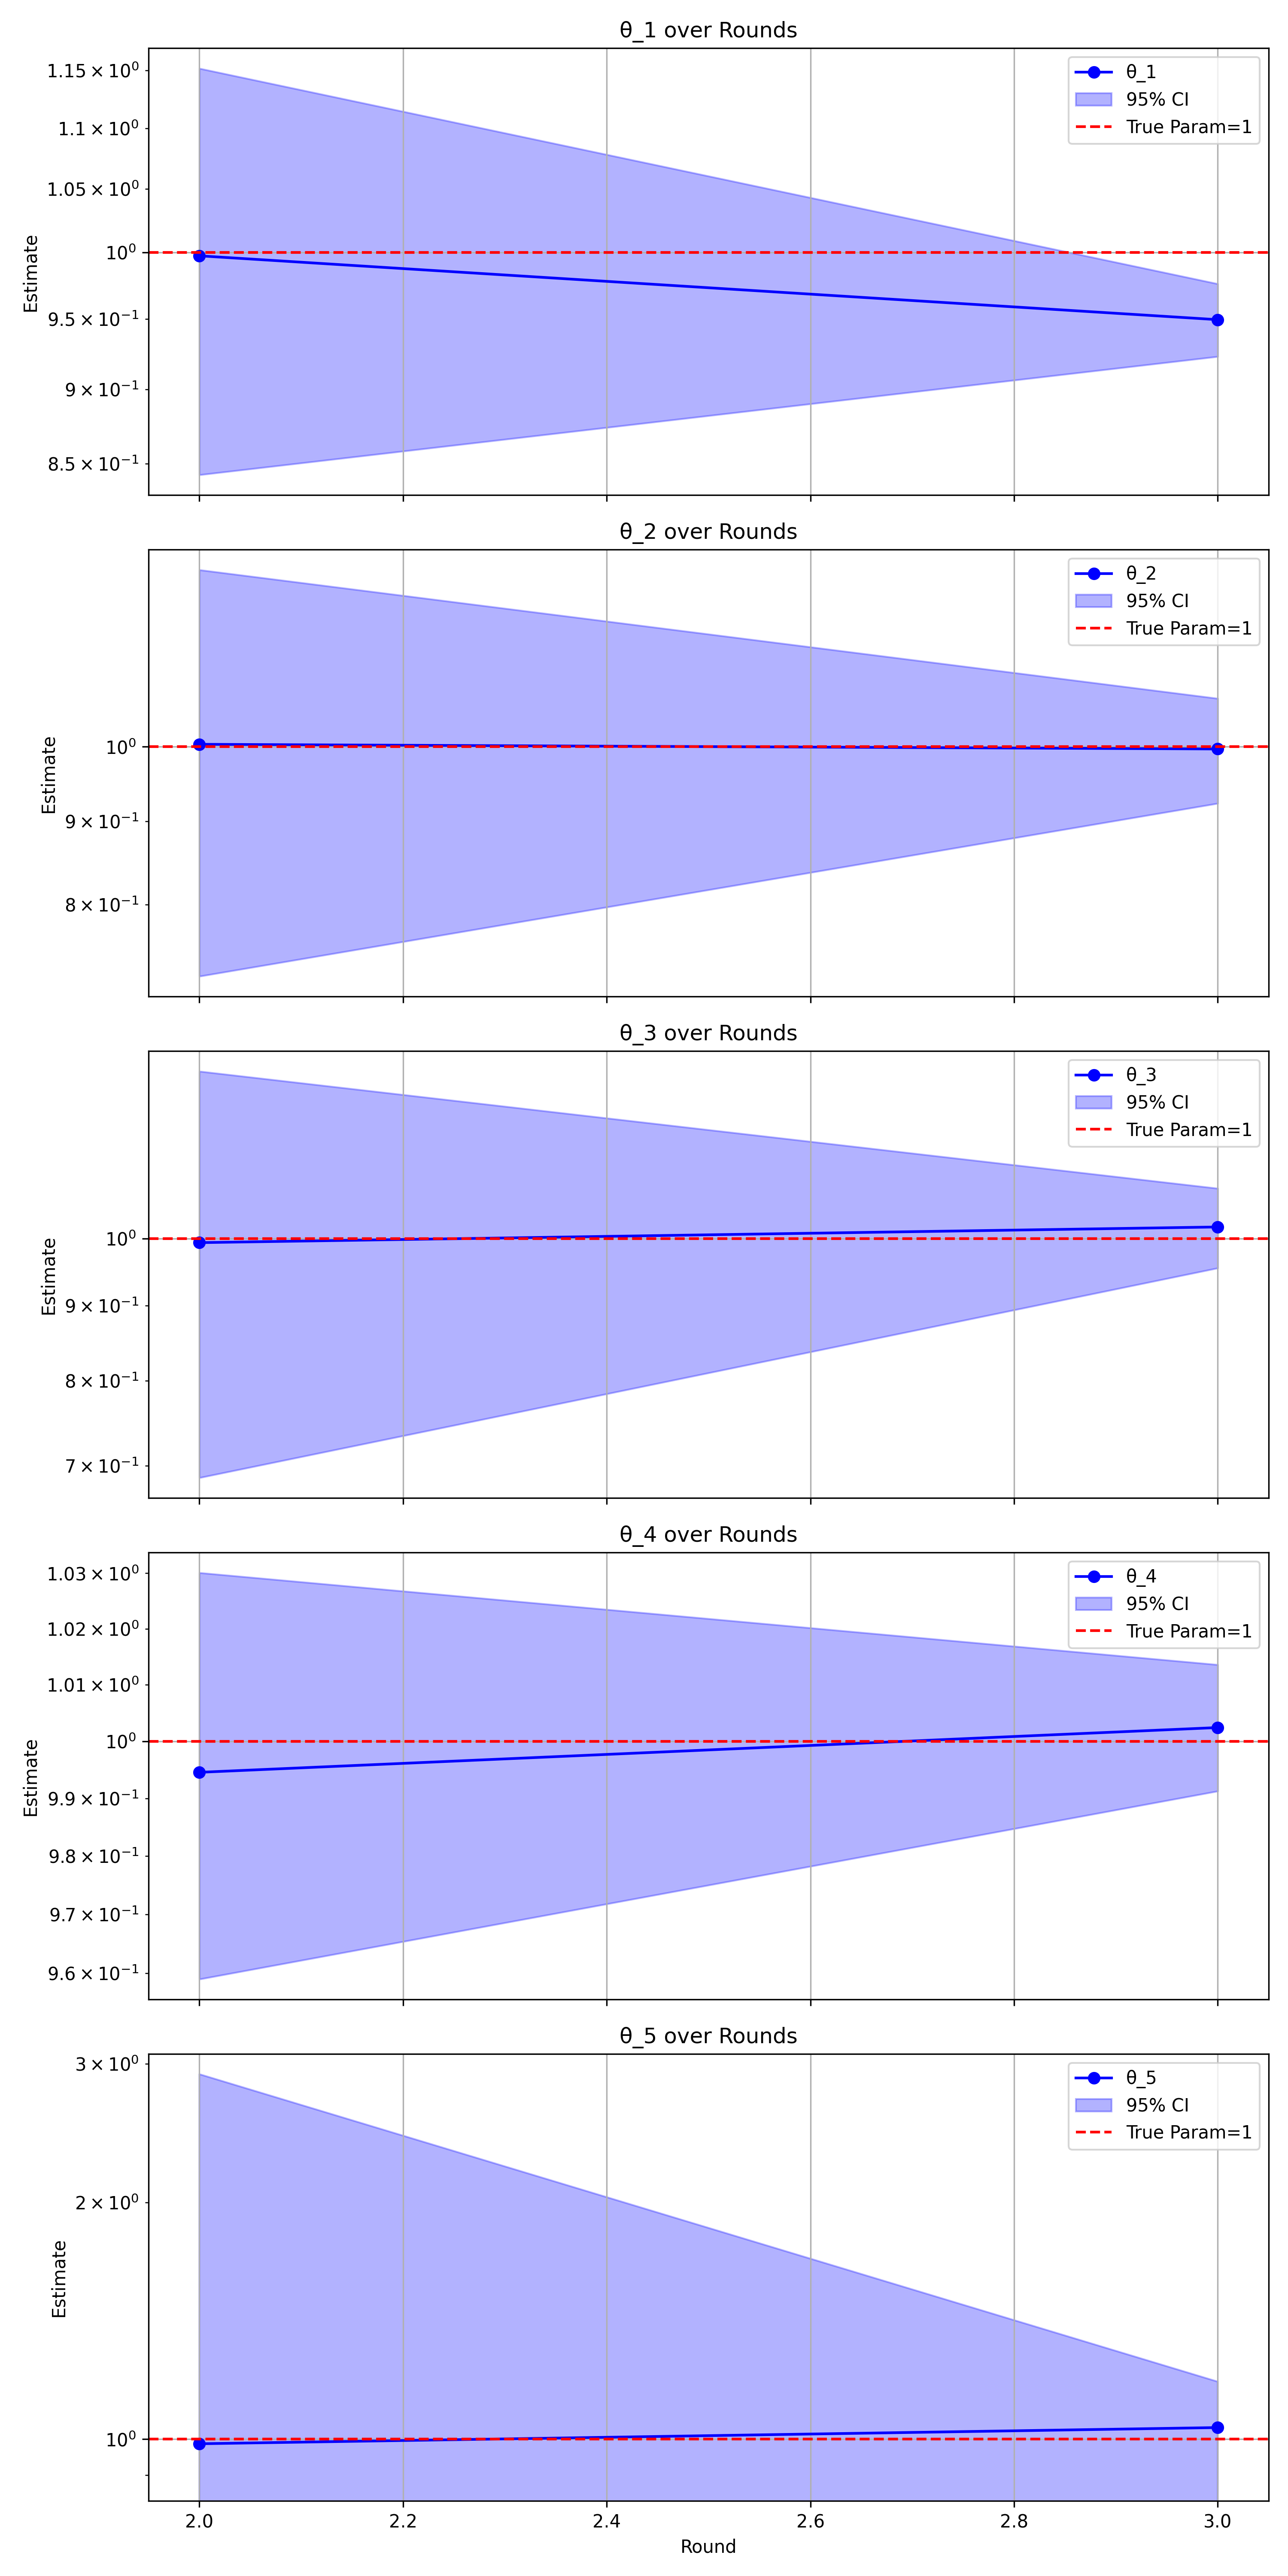 θ_1 over Rounds
1.15 × 10⁰
1.1 × 10⁰
1.05 × 10⁰
10⁰
9.5 × 10⁻¹
9 × 10⁻¹
8.5 × 10⁻¹
Estimate
θ_1
95% CI
True Param=1
θ_2 over Rounds
10⁰
9 × 10⁻¹
8 × 10⁻¹
Estimate
θ_2
95% CI
True Param=1
θ_3 over Rounds
10⁰
9 × 10⁻¹
8 × 10⁻¹
7 × 10⁻¹
Estimate
θ_3
95% CI
True Param=1
θ_4 over Rounds
1.03 × 10⁰
1.02 × 10⁰
1.01 × 10⁰
10⁰
9.9 × 10⁻¹
9.8 × 10⁻¹
9.7 × 10⁻¹
9.6 × 10⁻¹
Estimate
θ_4
95% CI
True Param=1
θ_5 over Rounds
3 × 10⁰
2 × 10⁰
10⁰
Estimate
θ_5
95% CI
True Param=1
2.0 2.2 2.4 2.6 2.8 3.0
Round